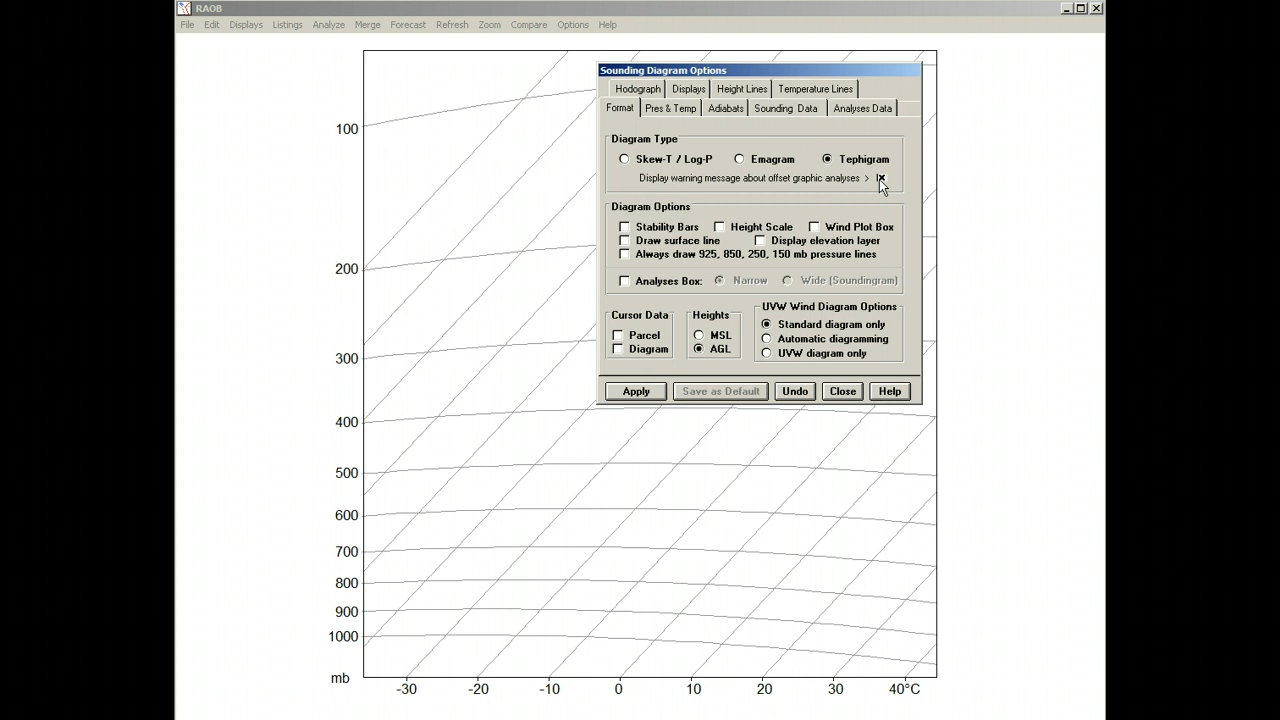 RAOB
File Edit Displays Listings Analyze Merge Forecast Refresh Zoom Compare Options Help
Sounding Diagram Options
Hodograph Displays Height Lines Temperature Lines
Format Pres & Temp Adiabats Sounding Data Analyses Data
Diagram Type
Skew-T / Log-P Emagram Tephigram
Display warning message about offset graphic analyses >
Diagram Options
Stability Bars Height Scale Wind Plot Box
Draw surface line Display elevation layer
Always draw 925, 850, 250, 150 mb pressure lines
Analyses Box: Narrow Wide (Soundingram)
Cursor Data Heights UVW Wind Diagram Options
Parcel MSL Standard diagram only
Diagram AGL Automatic diagramming
UVW diagram only
Apply Save as Default Undo Close Help
100
200
300
400
500
600
700
800
900
1000
mb
-30 -20 -10 0 10 20 30 40°C